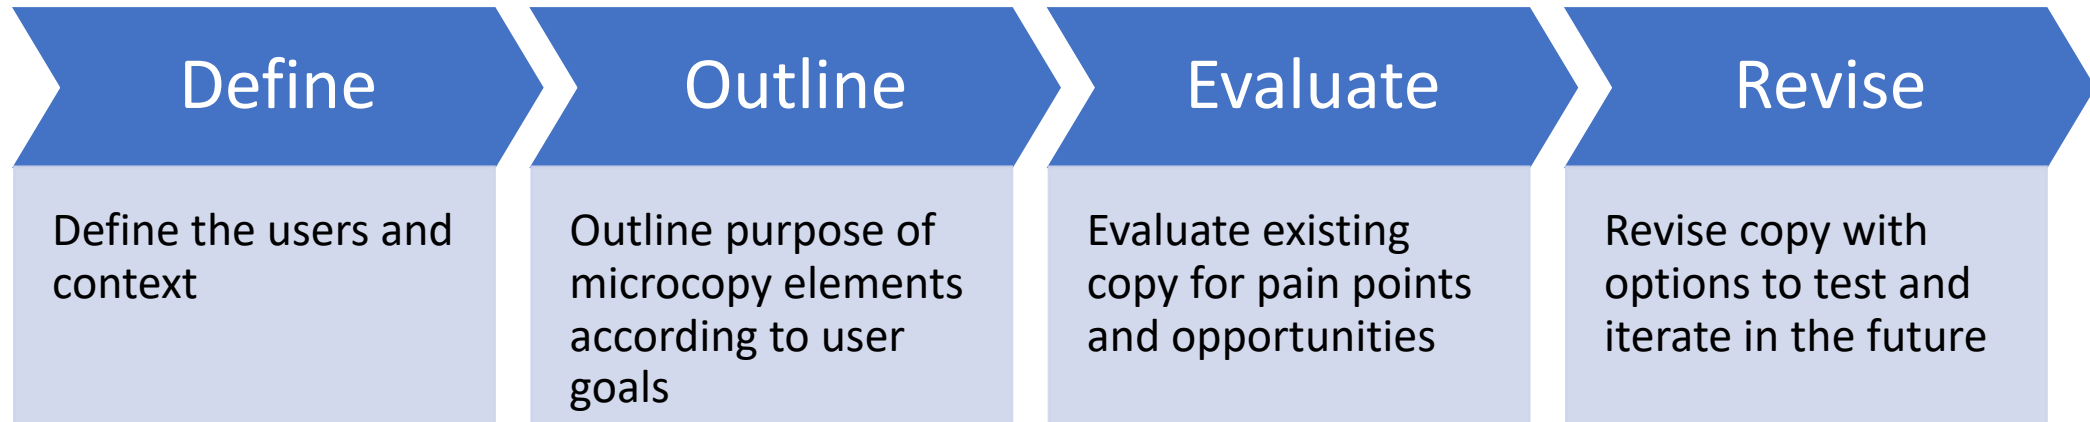 Define
Define the users and
context
Outline
Outline purpose of
microcopy elements
according to user
goals
Evaluate
Evaluate existing
copy for pain points
and opportunities
Revise
Revise copy with
options to test and
iterate in the future